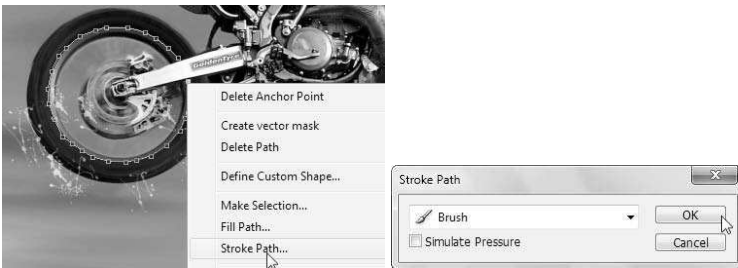 GoldenTyre
Delete Anchor Point
Create vector mask
Delete Path
Define Custom Shape...
Make Selection...
Fill Path...
Stroke Path...
Stroke Path
Brush
OK
Simulate Pressure
Cancel